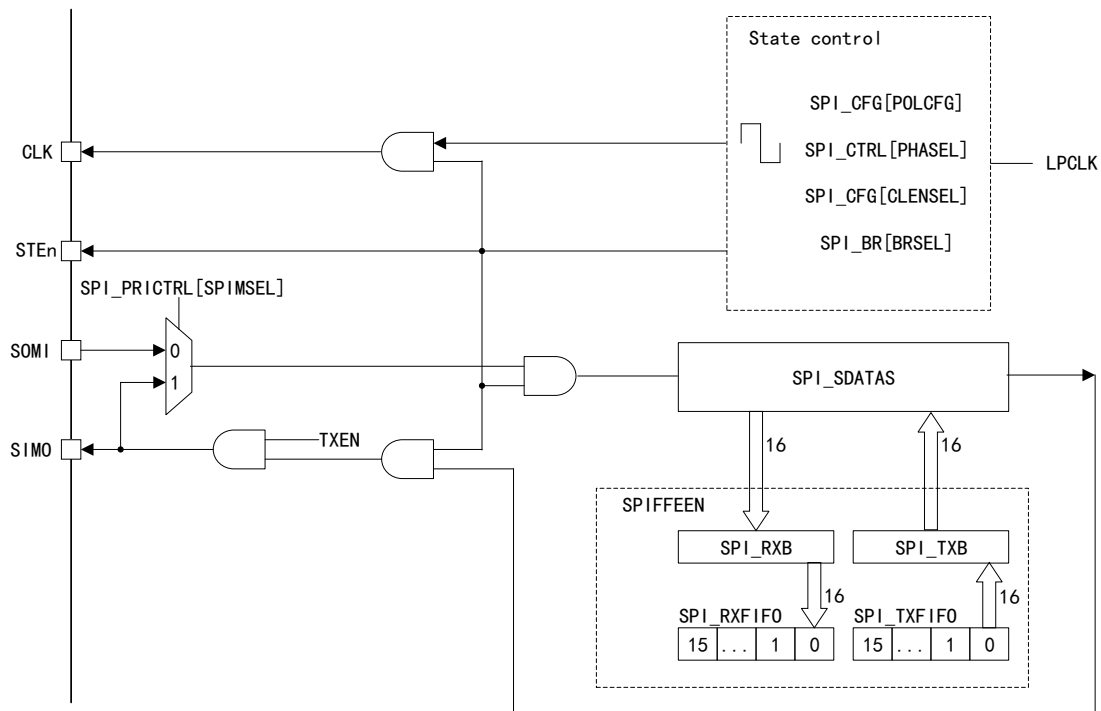 State control
SPI_CFG[POLCFG]
CLK
SPI_CTRL[PHASEL]
LPCLK
SPI_CFG[CLENSEL]
STEn
SPI_BR[BRSEL]
SPI_PRICTRL[SPIMSEL]
SOMI
0
1
SPI_SDATAS
SIMO
TXEN
16
16
SPIFFEEN
SPI_RXB
SPI_TXB
16
16
SPI_RXFIFO
SPI_TXFIFO
15 ... 1 0
15 ... 1 0